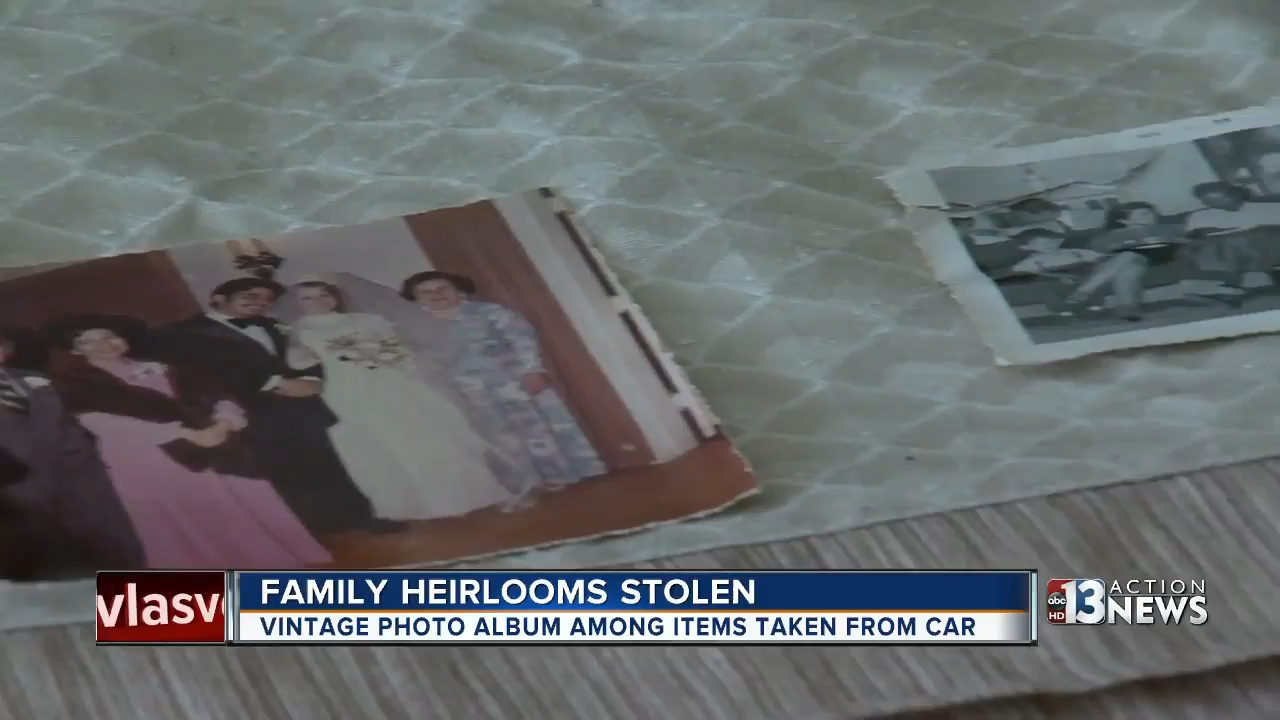 FAMILY HEIRLOOMS STOLEN
vlasv
VINTAGE PHOTO ALBUM AMONG ITEMS TAKEN FROM CAR
abc HD 13 ACTION NEWS